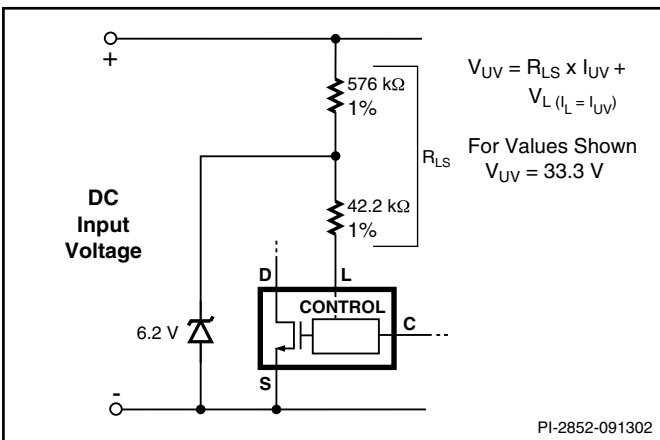 +
576 kΩ
1%
V_UV = R_LS x I_UV +
V_L (I_L = I_UV)
For Values Shown
V_UV = 33.3 V
R_LS
DC
Input
Voltage
42.2 kΩ
1%
D
L
CONTROL
C
6.2 V
S
-
PI-2852-091302